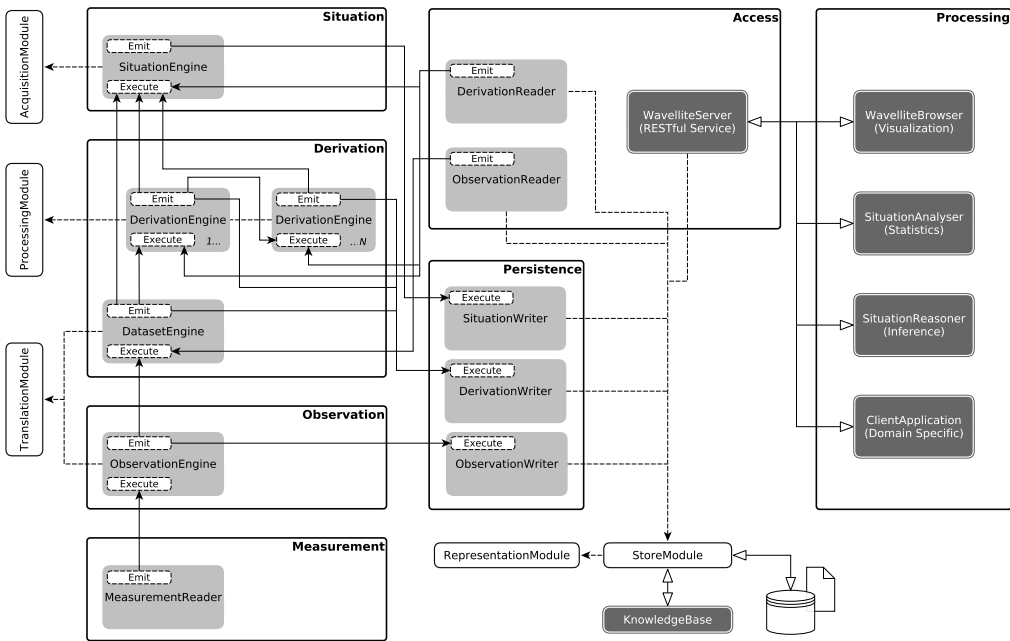 AcquisitionModule
ProcessingModule
TranslationModule
Situation
Emit
SituationEngine
Execute
Derivation
Emit
DerivationEngine
Execute
1...
Emit
DerivationEngine
Execute
...N
Emit
DatasetEngine
Execute
Observation
Emit
ObservationEngine
Execute
Measurement
Emit
MeasurementReader
Access
Emit
DerivationReader
Emit
ObservationReader
WavelliteServer
(RESTful Service)
Persistence
Execute
SituationWriter
Execute
DerivationWriter
Execute
ObservationWriter
RepresentationModule
StoreModule
KnowledgeBase
Processing
WavelliteBrowser
(Visualization)
SituationAnalyser
(Statistics)
SituationReasoner
(Inference)
ClientApplication
(Domain Specific)